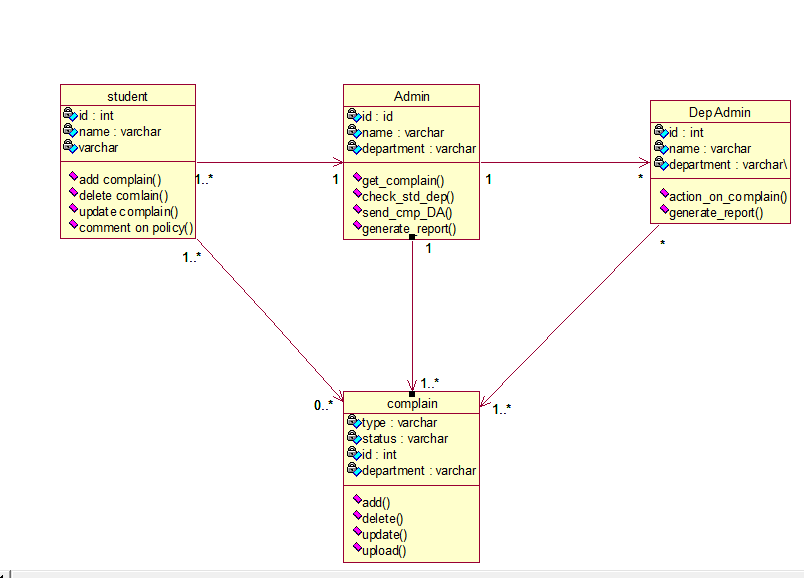 student
id : int
name : varchar
varchar
add complain()
delete comlain()
update complain()
comment on policy()
1..*
1
Admin
id : id
name : varchar
department : varchar
get_complain()
check_std_dep()
send_cmp_DA()
generate_report()
1
*
Dep Admin
id : int
name : varchar
department : varchar\
action_on_complain()
generate_report()
1..*
0..*
1
1..*
*
1..*
complain
type : varchar
status : varchar
id : int
department : varchar
add()
delete()
update()
upload()